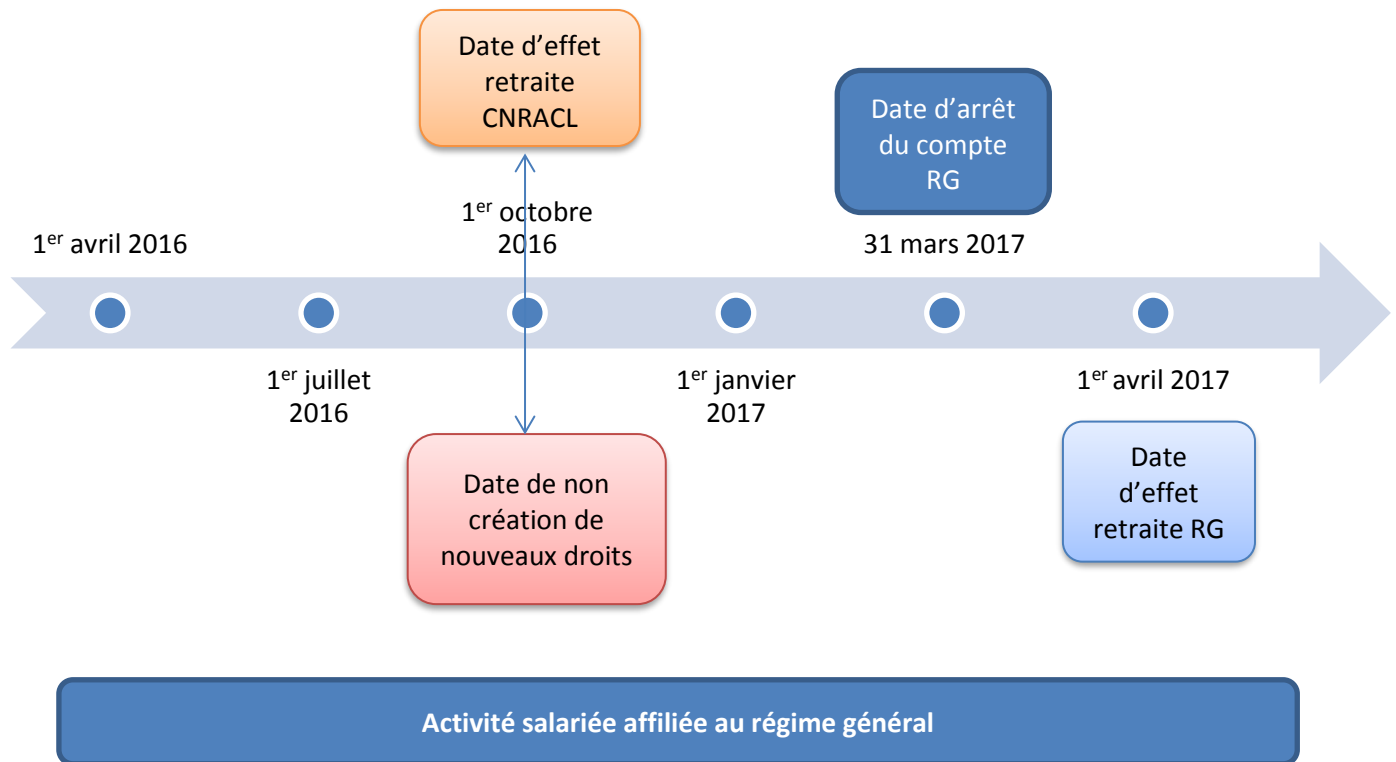 Date d’effet
retraite
CNRACL
Date d’arrêt
du compte
RG
1er avril 2016
1er octobre
2016
31 mars 2017
1er juillet
2016
1er janvier
2017
1er avril 2017
Date de non
création de
nouveaux droits
Date
d’effet
retraite RG
Activité salariée affiliée au régime général